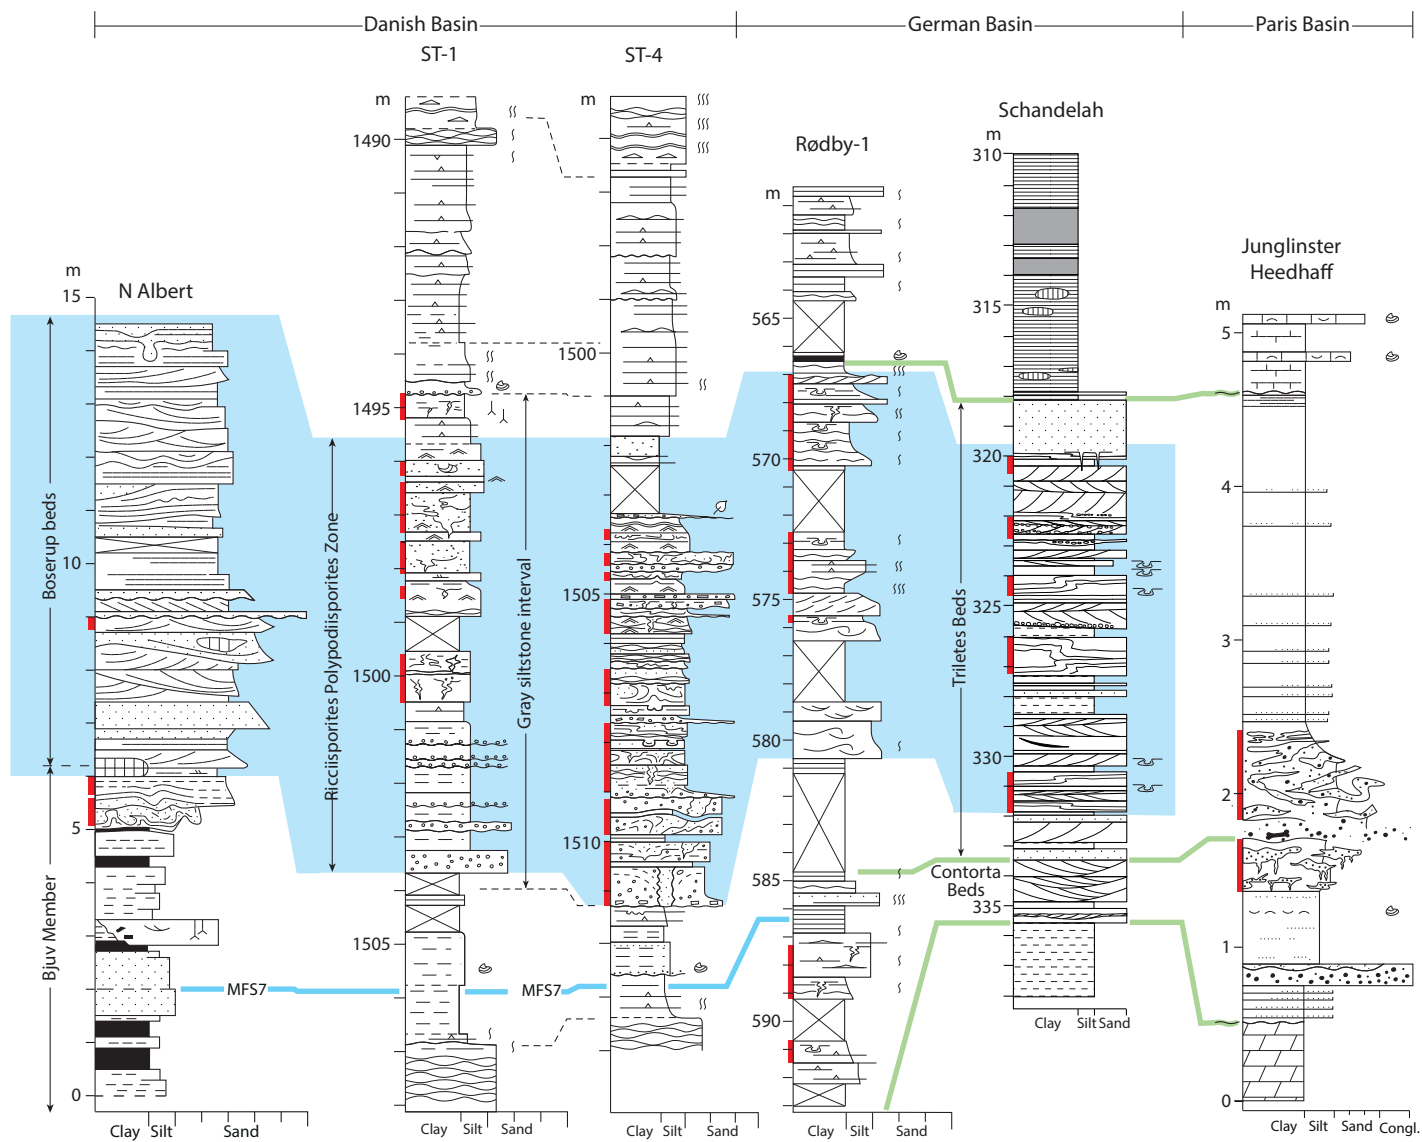 Danish Basin
German Basin
Paris Basin
ST-1
ST-4
Rødby-1
Schandelah
Junglinster
Heedhaff
N Albert
m
15
10
5
0
Boserup beds
Bjuv Member
Clay Silt Sand
m
1490
1495
1500
1505
Ricciisporites Polypodiisporites Zone
Gray siltstone interval
MFS7
MFS7
Clay Silt Sand
m
1500
1505
1510
Clay Silt Sand
m
565
570
575
580
585
590
Clay Silt Sand
m
310
315
320
325
330
335
Triletes Beds
Contorta
Beds
Clay Silt Sand
m
5
4
3
2
1
0
Clay Silt Sand Congl.